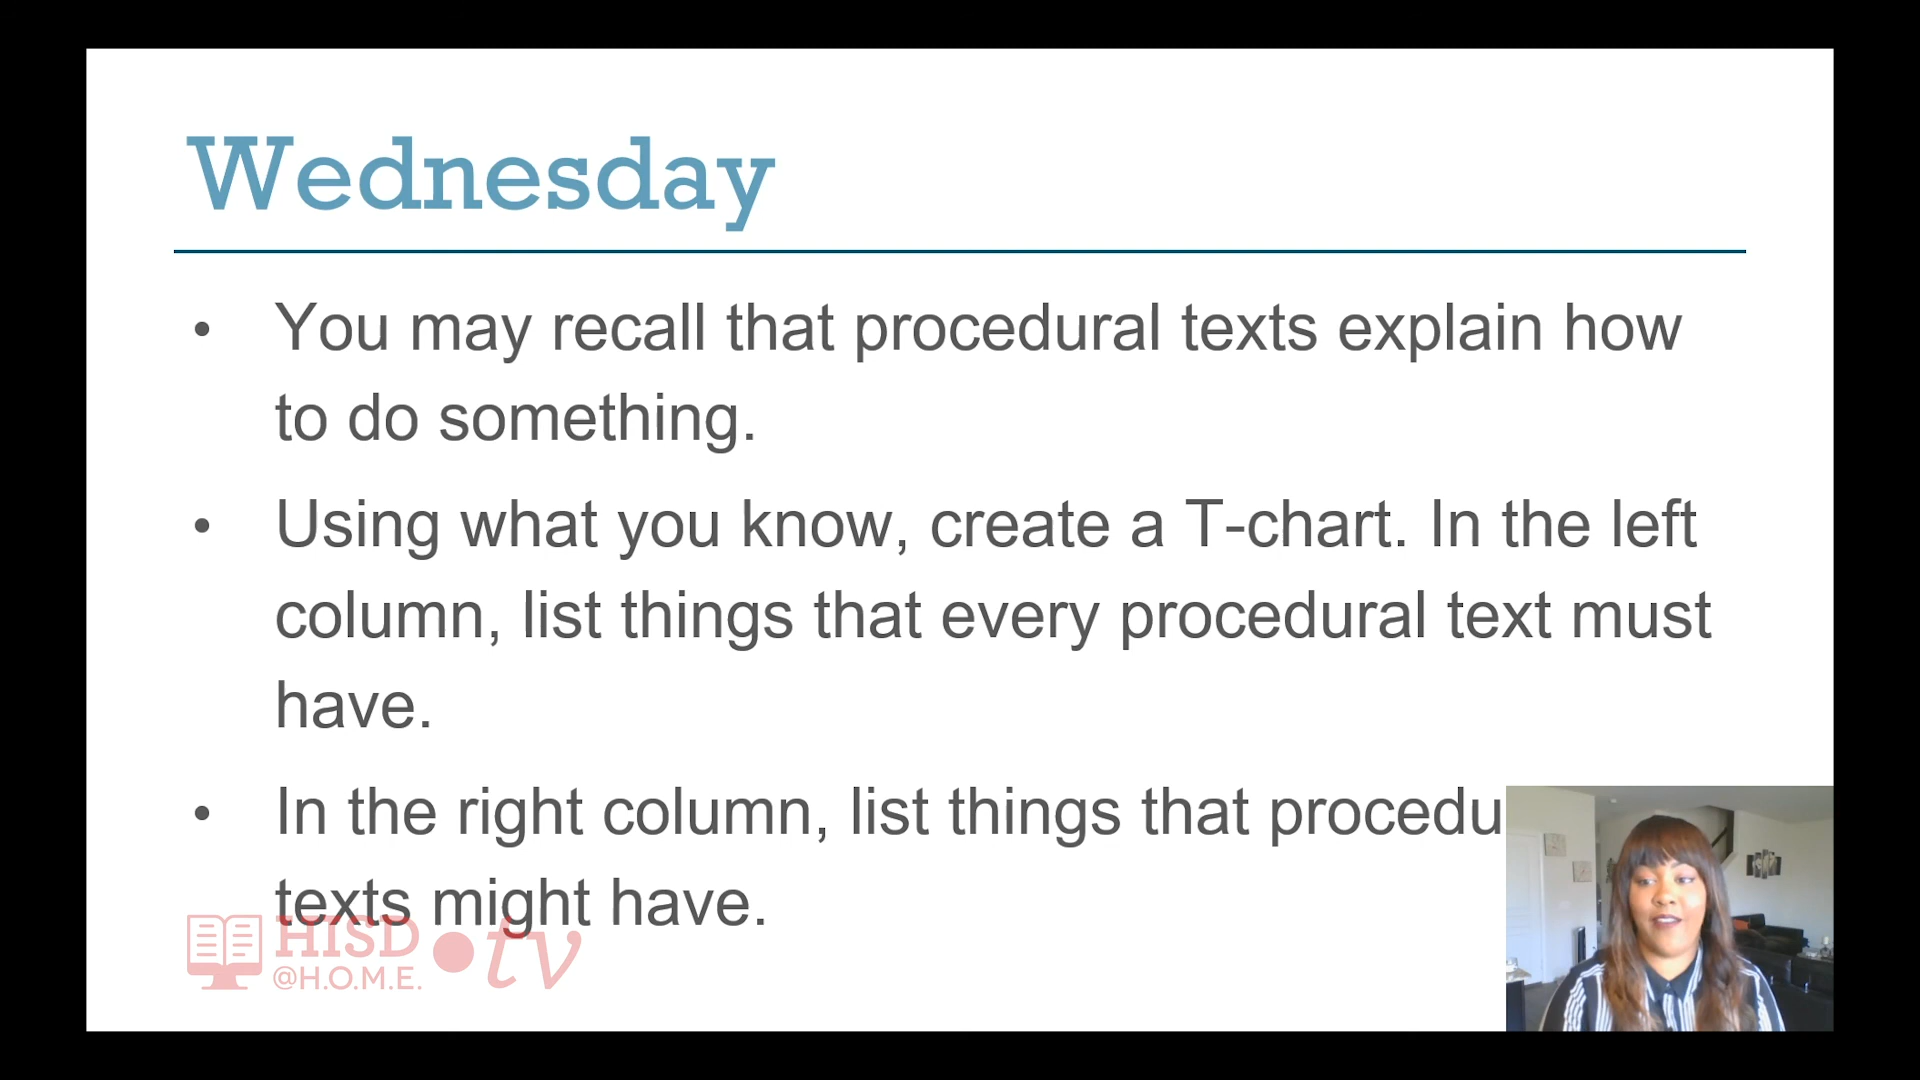 Wednesday
• You may recall that procedural texts explain how
to do something.
• Using what you know, create a T-chart. In the left
column, list things that every procedural text must
have.
• In the right column, list things that procedu
texts might have.
HISD
@H.O.M.E.
tv